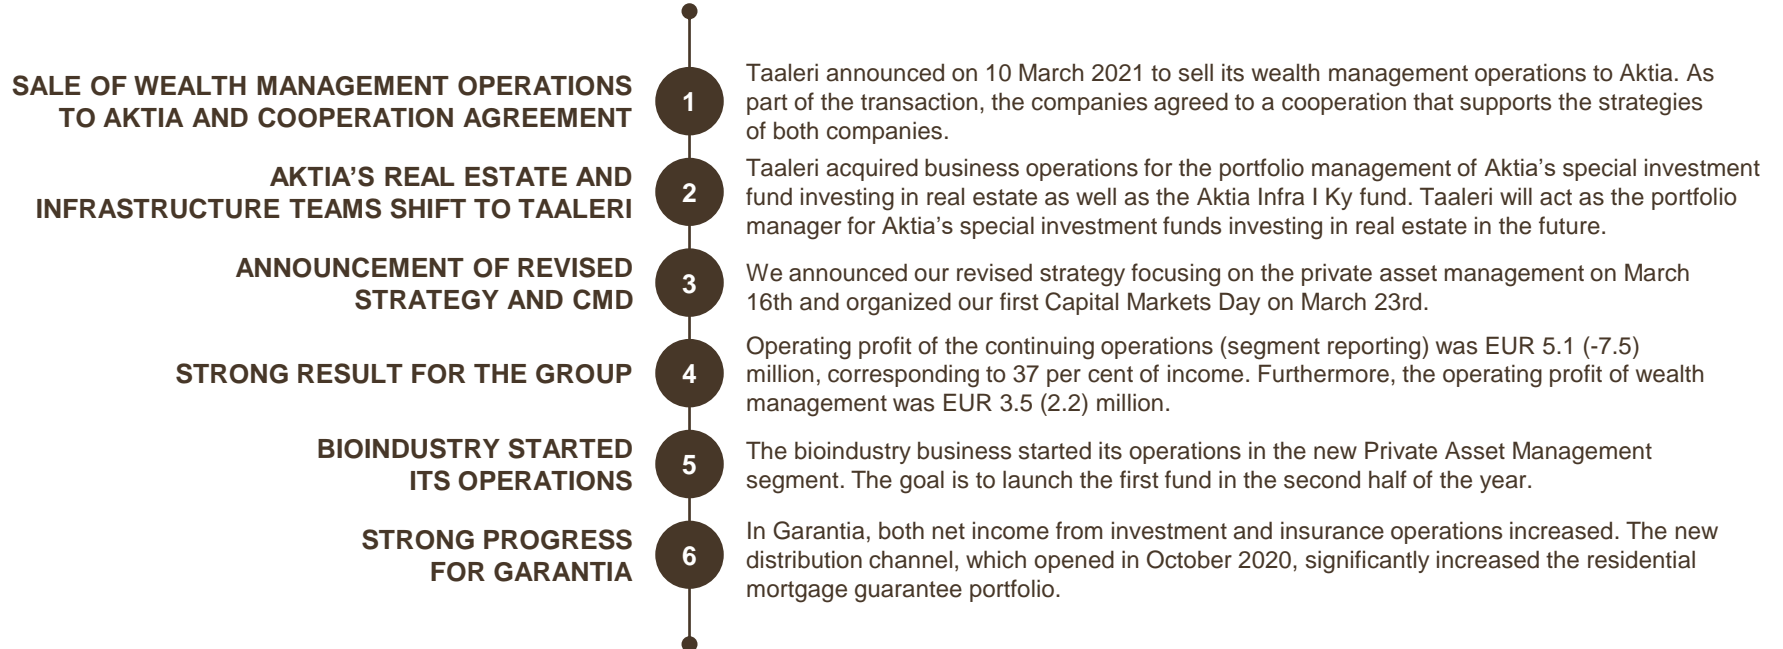 SALE OF WEALTH MANAGEMENT OPERATIONS
TO AKTIA AND COOPERATION AGREEMENT
1
Taaleri announced on 10 March 2021 to sell its wealth management operations to Aktia. As
part of the transaction, the companies agreed to a cooperation that supports the strategies
of both companies.
AKTIA’S REAL ESTATE AND
INFRASTRUCTURE TEAMS SHIFT TO TAALERI
2
Taaleri acquired business operations for the portfolio management of Aktia’s special investment
fund investing in real estate as well as the Aktia Infra I Ky fund. Taaleri will act as the portfolio
manager for Aktia’s special investment funds investing in real estate in the future.
ANNOUNCEMENT OF REVISED
STRATEGY AND CMD
3
We announced our revised strategy focusing on the private asset management on March
16th and organized our first Capital Markets Day on March 23rd.
STRONG RESULT FOR THE GROUP
4
Operating profit of the continuing operations (segment reporting) was EUR 5.1 (-7.5)
million, corresponding to 37 per cent of income. Furthermore, the operating profit of wealth
management was EUR 3.5 (2.2) million.
BIOINDUSTRY STARTED
ITS OPERATIONS
5
The bioindustry business started its operations in the new Private Asset Management
segment. The goal is to launch the first fund in the second half of the year.
STRONG PROGRESS
FOR GARANTIA
6
In Garantia, both net income from investment and insurance operations increased. The new
distribution channel, which opened in October 2020, significantly increased the residential
mortgage guarantee portfolio.